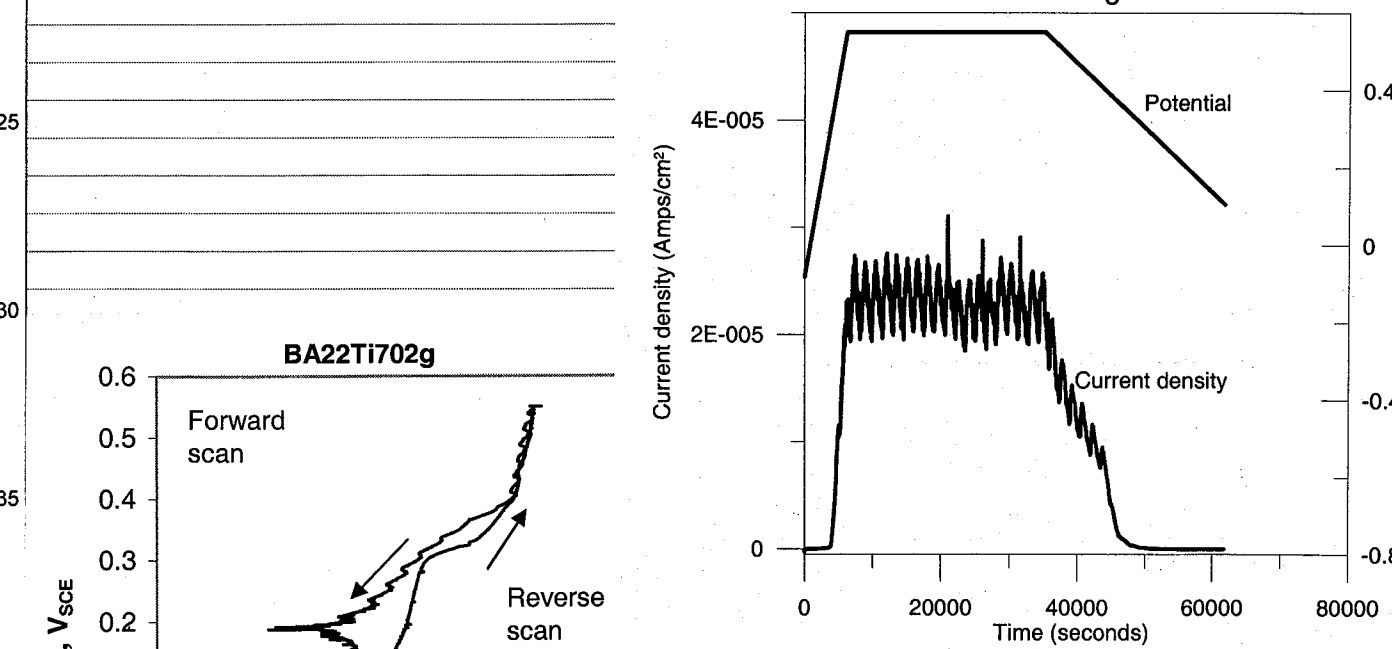 25
30
35
BA22Ti702g
0.6
0.5
0.4
0.3
0.2
, VSCE
Forward
scan
Reverse
scan
Current density (Amps/cm²)
4E-005
2E-005
0
Potential
Current density
0.4
0
-0.4
-0.8
0
20000
40000
60000
80000
Time (seconds)